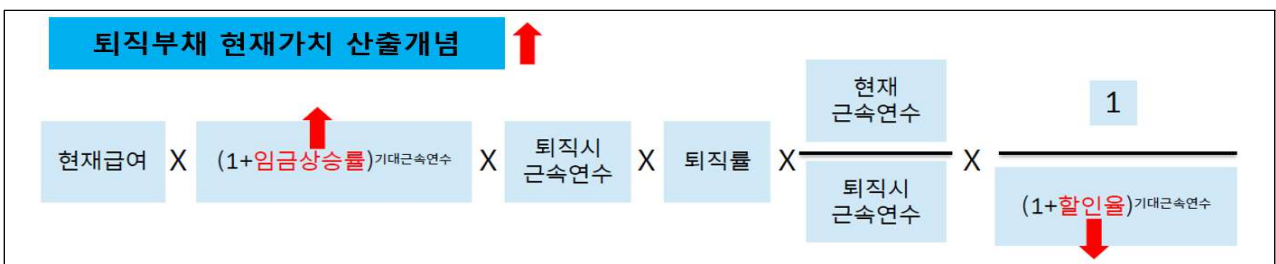 퇴직부채 현재가치 산출개념
현재급여 X (1+임금상승률)기대근속연수 X 퇴직시
근속연수 X 퇴직률 X 현재
근속연수
퇴직시
근속연수 X 1
(1+할인율)기대근속연수